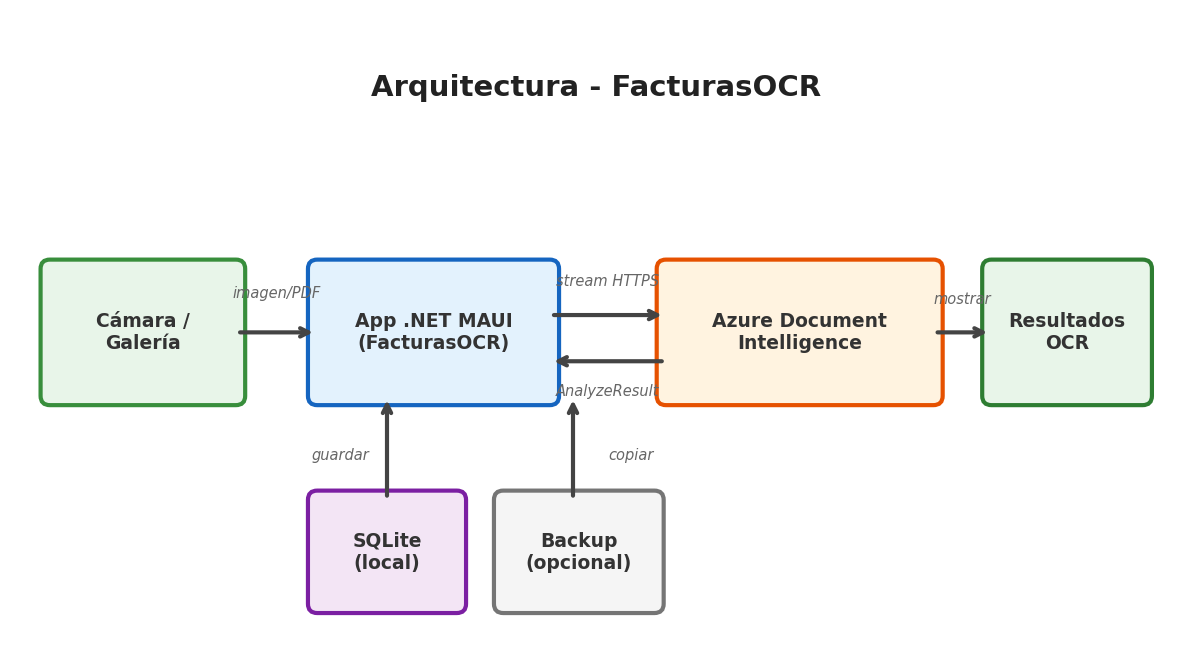 Arquitectura - FacturasOCR
imagen/PDF
stream HTTPS
mostrar
Cámara /
Galería
App .NET MAUI
(FacturasOCR)
Azure Document
Intelligence
Resultados
OCR
AnalyzeResult
guardar
copiar
SQLite
(local)
Backup
(opcional)